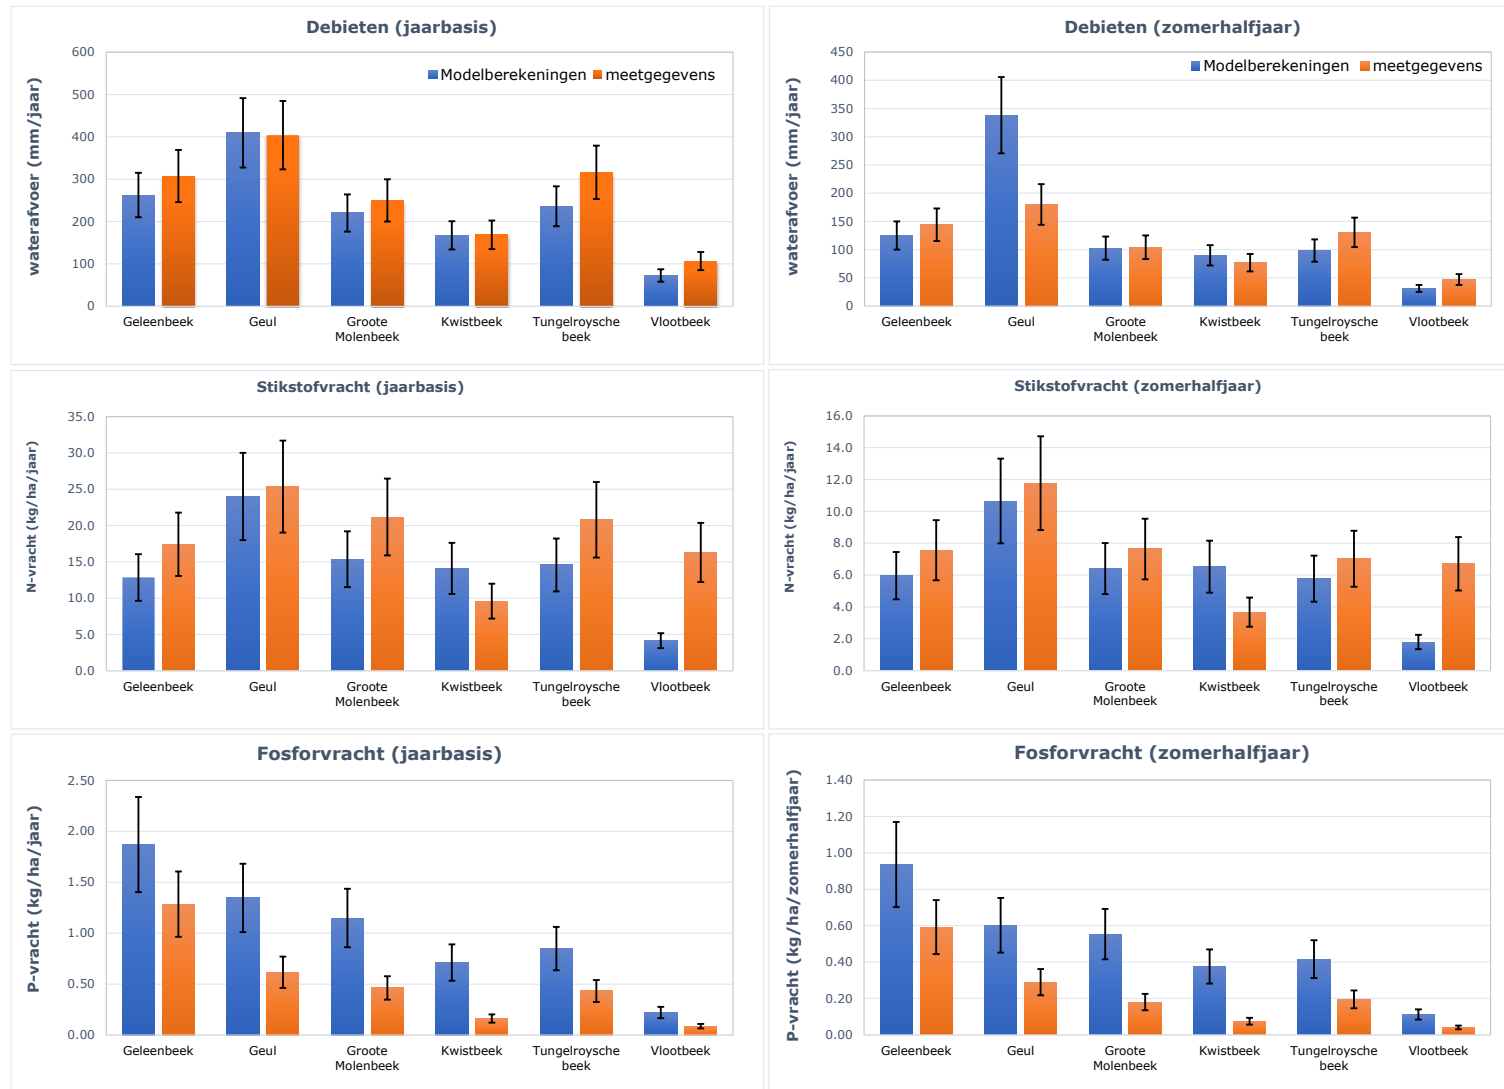 Debieten (jaarbasis)
waterafvoer (mm/jaar)
600
500
400
300
200
100
0
Modelberekeningen
meetgegevens
Geleenbeek
Geul
Groote
Molenbeek
Kwistbeek
Tungelroysche
beek
Vlootbeek
Debieten (zomerhalfjaar)
waterafvoer (mm/jaar)
450
400
350
300
250
200
150
100
50
0
Modelberekeningen
meetgegevens
Geleenbeek
Geul
Groote
Molenbeek
Kwistbeek
Tungelroysche
beek
Vlootbeek
Stikstofvracht (jaarbasis)
N-vracht (kg/ha/jaar)
35.0
30.0
25.0
20.0
15.0
10.0
5.0
0.0
Geleenbeek
Geul
Groote
Molenbeek
Kwistbeek
Tungelroysche
beek
Vlootbeek
Stikstofvracht (zomerhalfjaar)
N-vracht (kg/ha/jaar)
16.0
14.0
12.0
10.0
8.0
6.0
4.0
2.0
0.0
Geleenbeek
Geul
Groote
Molenbeek
Kwistbeek
Tungelroysche
beek
Vlootbeek
Fosforvracht (jaarbasis)
P-vracht (kg/ha/jaar)
2.50
2.00
1.50
1.00
0.50
0.00
Geleenbeek
Geul
Groote
Molenbeek
Kwistbeek
Tungelroysche
beek
Vlootbeek
Fosforvracht (zomerhalfjaar)
P-vracht (kg/ha/zomerhalfjaar)
1.40
1.20
1.00
0.80
0.60
0.40
0.20
0.00
Geleenbeek
Geul
Groote
Molenbeek
Kwistbeek
Tungelroysche
beek
Vlootbeek